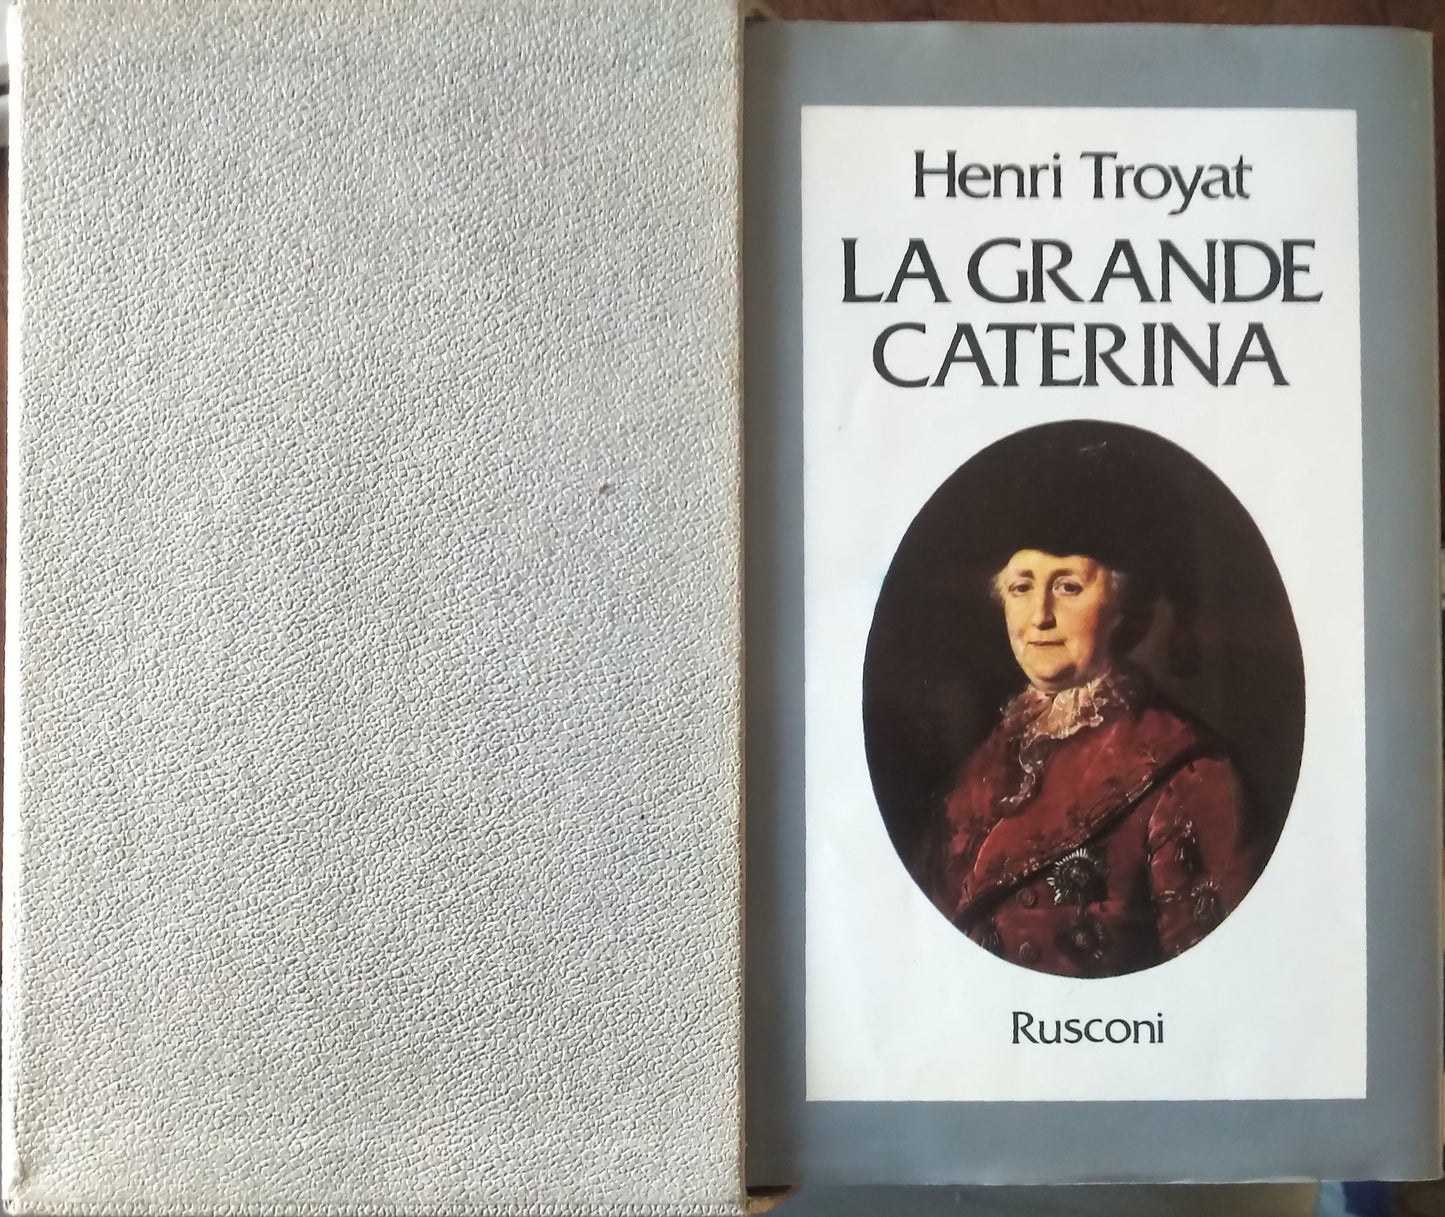 Henri Troyat
LA GRANDE
CATERINA
Rusconi